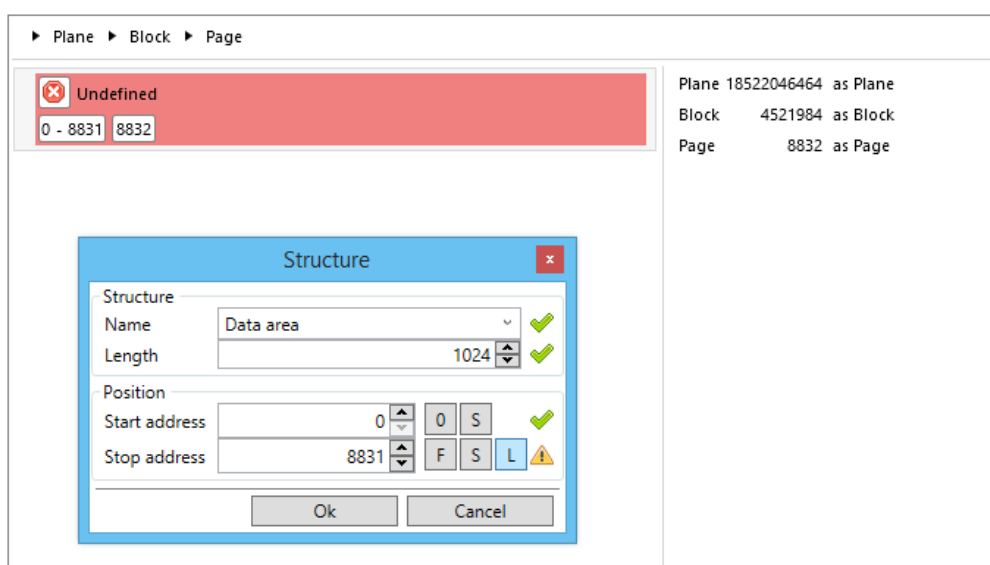 Plane Block Page
Undefined
0 - 8831 8832
Plane 18522046464 as Plane
Block 4521984 as Block
Page 8832 as Page
Structure
x
Structure
Name Data area
Length 1024
Position
Start address 0 0 S
Stop address 8831 F S L
Ok Cancel